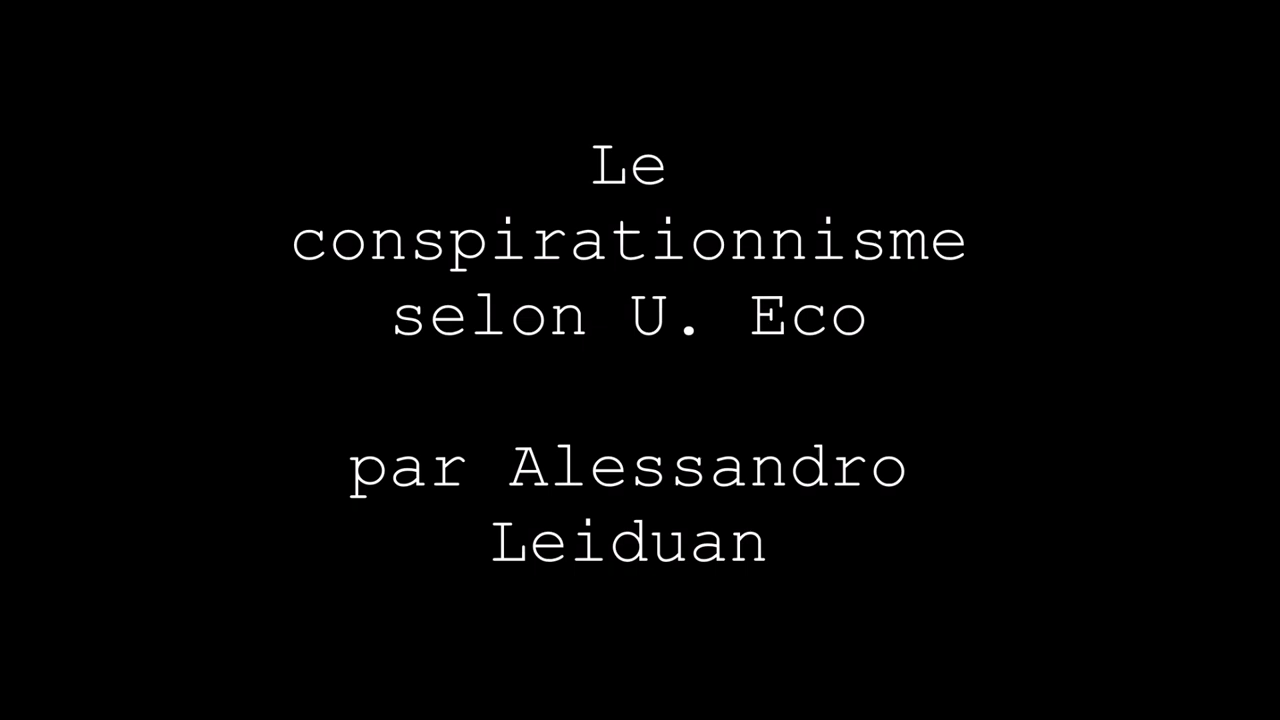 Le
conspirationnisme
selon U. Eco
par Alessandro
Leiduan